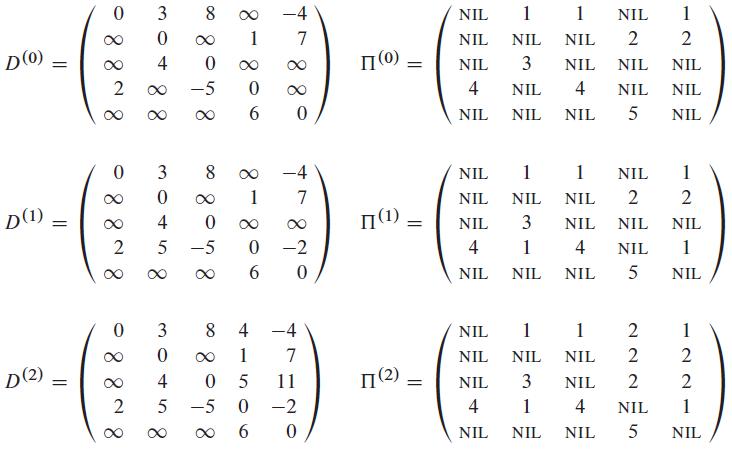 0 3 8 ∞ −4 NIL 1 1 NIL 1
∞ 0 ∞ 1 7 NIL NIL NIL 2 2
D(0) = ∞ 4 0 ∞ ∞ Π(0) = NIL 3 NIL NIL NIL
2 ∞ −5 0 ∞ 4 NIL 4 NIL NIL
∞ ∞ ∞ 6 0 NIL NIL NIL 5 NIL
0 3 8 ∞ −4 NIL 1 1 NIL 1
∞ 0 ∞ 1 7 NIL NIL NIL 2 2
D(1) = ∞ 4 0 ∞ ∞ Π(1) = NIL 3 NIL NIL NIL
2 5 −5 0 −2 4 1 4 NIL 1
∞ ∞ ∞ 6 0 NIL NIL NIL 5 NIL
0 3 8 4 −4 NIL 1 1 2 1
∞ 0 ∞ 1 7 NIL NIL NIL 2 2
D(2) = ∞ 4 0 5 11 Π(2) = NIL 3 NIL 2 2
2 5 −5 0 −2 4 1 4 NIL 1
∞ ∞ ∞ 6 0 NIL NIL NIL 5 NIL